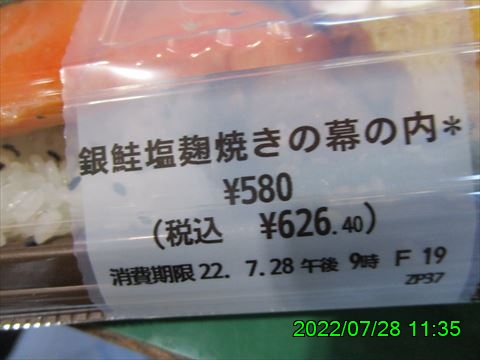 銀鮭塩麹焼きの幕の内*
¥580
(税込 ¥626.40)
消費期限 22. 7.28 午後 9時 F 19
ZP37
2022/07/28 11:35